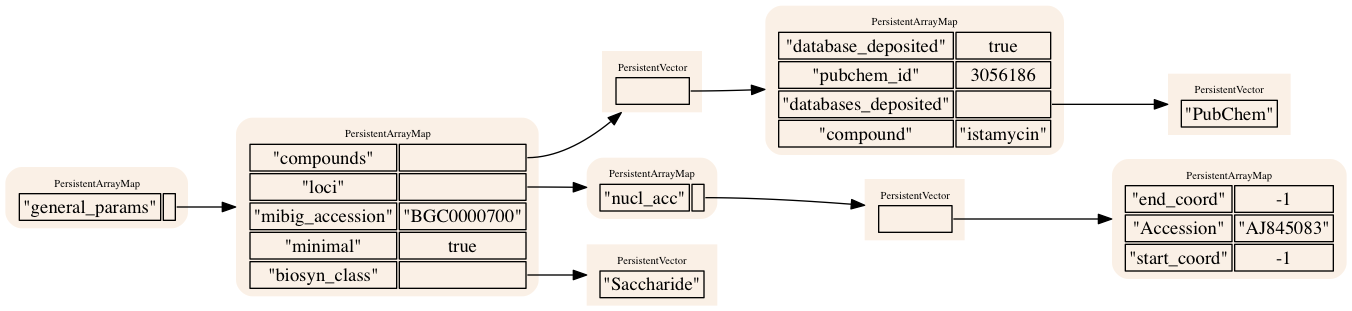 PersistentArrayMap
"general_params"
PersistentArrayMap
"compounds"
"loci"
"mibig_accession" "BGC0000700"
"minimal" true
"biosyn_class"
PersistentVector
PersistentArrayMap
"database_deposited" true
"pubchem_id" 3056186
"databases_deposited"
"compound" "istamycin"
PersistentVector
"PubChem"
PersistentArrayMap
"nucl_acc"
PersistentVector
PersistentArrayMap
"end_coord" -1
"Accession" "AJ845083"
"start_coord" -1
PersistentVector
"Saccharide"